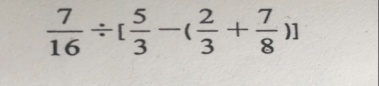 7/16 ÷ [5/3 − (2/3 + 7/8)]